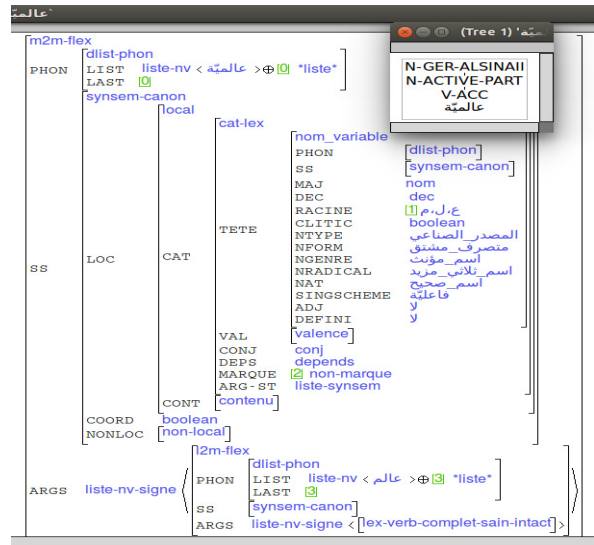 عالميّة`
(Tree 1) 'ميّة
N-GER-ALSINAII
N-ACTIVE-PART
V-ACC
عالميّة
m2m-flex
dlist-phon
PHON LIST liste-nv < عالميّة >⊕ [0] *liste*
LAST [0]
synsem-canon
local
cat-lex
nom_variable
PHON [dlist-phon]
SS [synsem-canon]
MAJ nom
DEC dec
RACINE [1] ع،ل،م
CLITIC boolean
TETE NTYPE المصدر_الصناعي
NFORM متصرف_مشتق
SS LOC CAT NGENRE اسم_مؤنث
NRADICAL اسم_ثلاثي_مزيد
NAT اسم_صحيح
SINGSCHEME فاعليّة
ADJ لا
DEFINI لا
VAL [valence]
CONJ conj
DEPS depends
MARQUE [2] non-marque
ARG-ST liste-synsem
CONT [contenu]
COORD boolean
NONLOC [non-local]
l2m-flex
dlist-phon
PHON LIST liste-nv < عالم >⊕ [3] *liste*
LAST [3]
ARGS liste-nv-signe
SS [synsem-canon]
ARGS liste-nv-signe < [lex-verb-complet-sain-intact] >